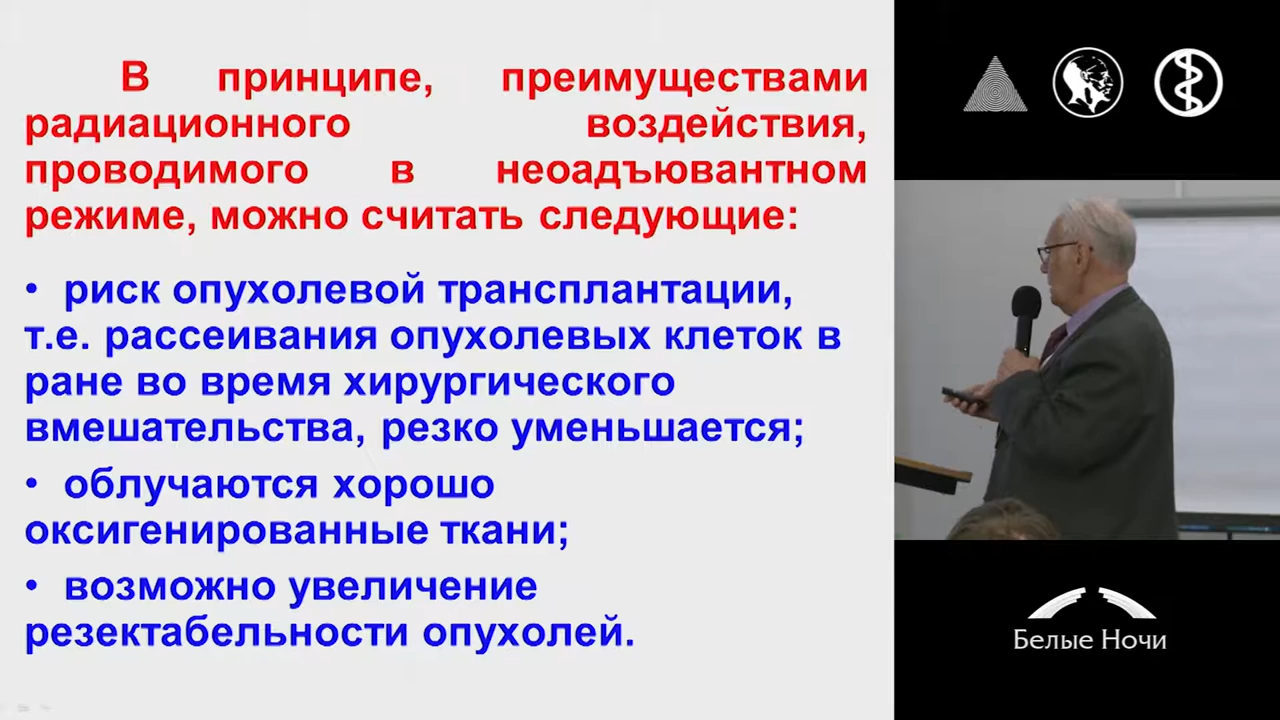 В принципе, преимуществами
радиационного воздействия,
проводимого в неоадъювантном
режиме, можно считать следующие:
• риск опухолевой трансплантации,
т.е. рассеивания опухолевых клеток в
ране во время хирургического
вмешательства, резко уменьшается;
• облучаются хорошо
оксигенированные ткани;
• возможно увеличение
резектабельности опухолей.
Белые Ночи